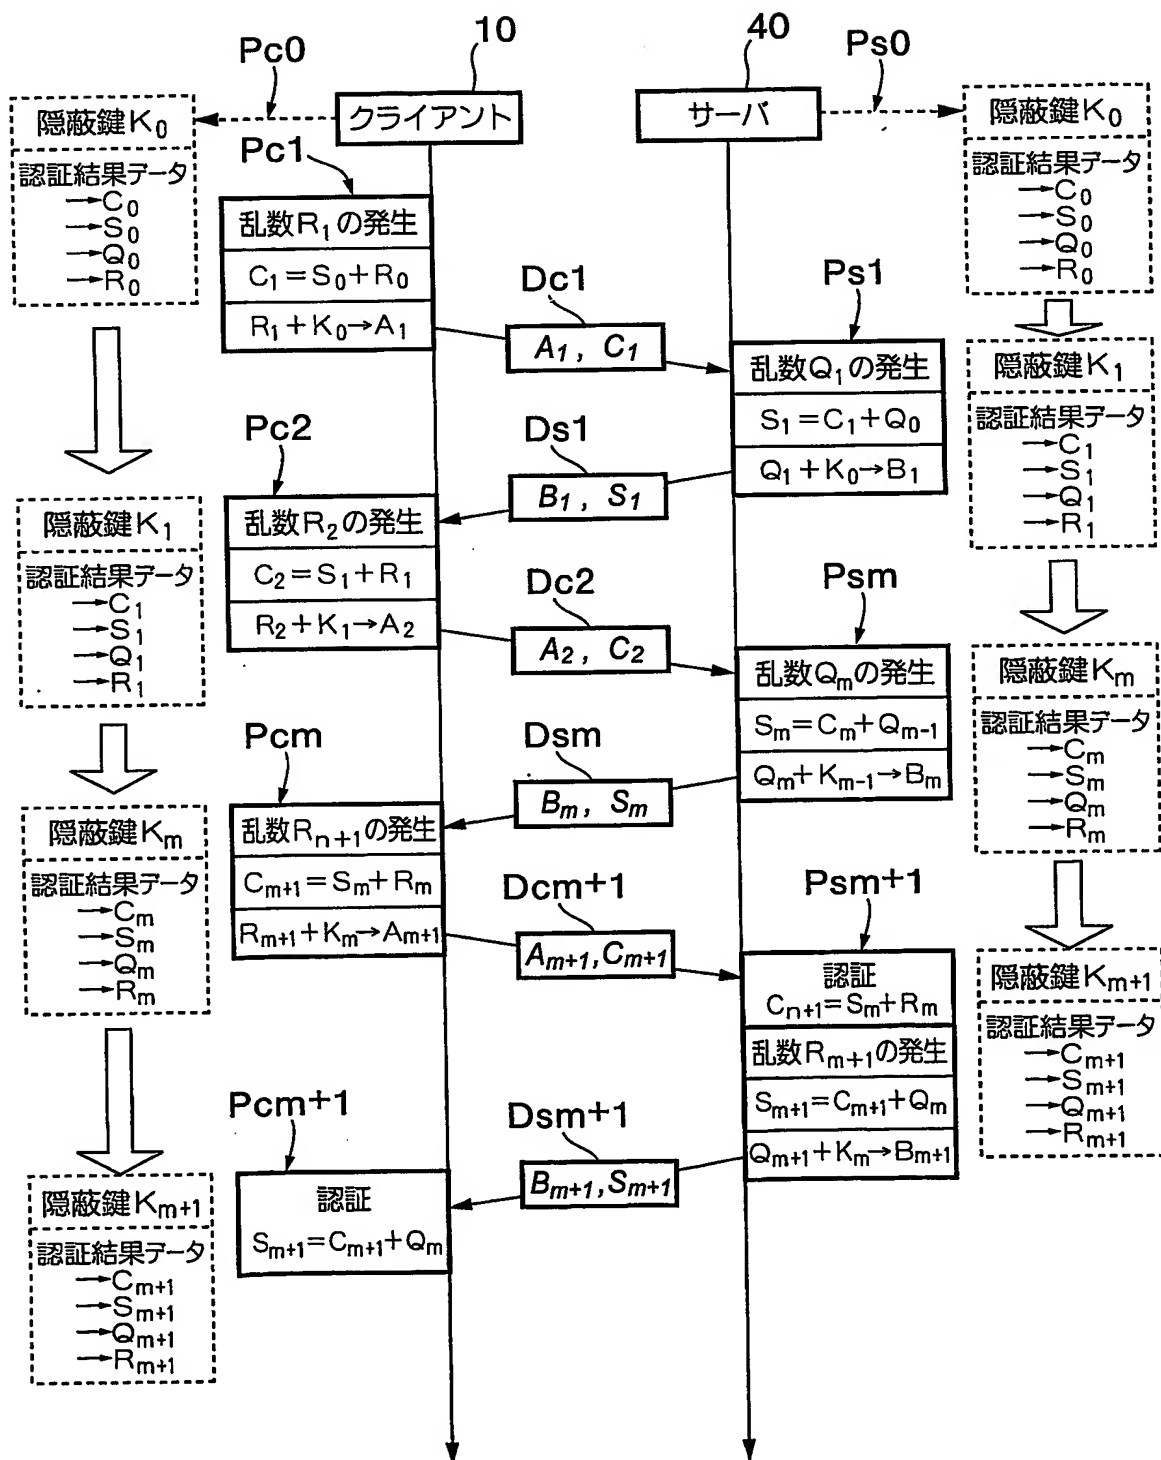 Pc0
10
40
Ps0
隠蔽鍵K0
クライアント
サーバ
隠蔽鍵K0
認証結果データ
→C0
→S0
→Q0
→R0
Pc1
乱数R1の発生
C1=S0+R0
R1+K0→A1
認証結果データ
→C0
→S0
→Q0
→R0
Dc1
A1, C1
Ps1
乱数Q1の発生
S1=C1+Q0
Q1+K0→B1
隠蔽鍵K1
認証結果データ
→C1
→S1
→Q1
→R1
Ds1
B1, S1
Pc2
乱数R2の発生
C2=S1+R1
R2+K1→A2
隠蔽鍵K1
認証結果データ
→C1
→S1
→Q1
→R1
Dc2
A2, C2
Psm
乱数Qmの発生
Sm=Cm+Qm-1
Qm+Km-1→Bm
隠蔽鍵Km
認証結果データ
→Cm
→Sm
→Qm
→Rm
Dsm
Bm, Sm
Pcm
乱数Rn+1の発生
Cm+1=Sm+Rm
Rm+1+Km→Am+1
隠蔽鍵Km
認証結果データ
→Cm
→Sm
→Qm
→Rm
Dcm+1
Am+1,Cm+1
Psm+1
認証
Cn+1=Sm+Rm
乱数Rm+1の発生
Sm+1=Cm+1+Qm
Qm+1+Km→Bm+1
隠蔽鍵Km+1
認証結果データ
→Cm+1
→Sm+1
→Qm+1
→Rm+1
Dsm+1
Bm+1,Sm+1
Pcm+1
認証
Sm+1=Cm+1+Qm
隠蔽鍵Km+1
認証結果データ
→Cm+1
→Sm+1
→Qm+1
→Rm+1